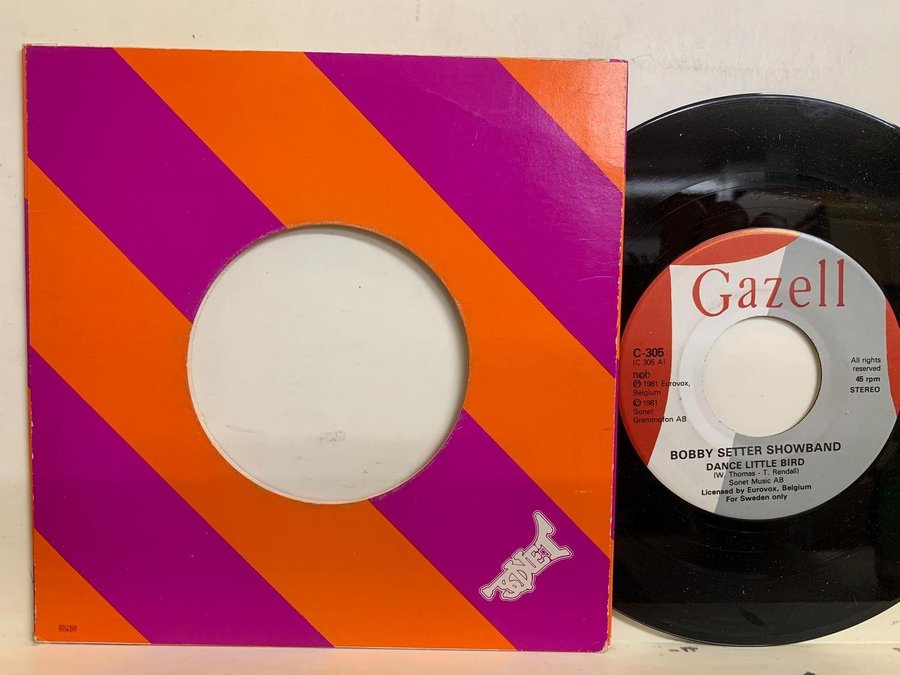 SONET
Gazell
C-305
(C 305 A)
ncb
Ⓟ 1981 Eurovox,
Belgium
© 1981
Sonet
Grammofon AB
All rights
reserved
45 rpm
STEREO
BOBBY SETTER SHOWBAND
DANCE LITTLE BIRD
(W. Thomas - T. Rendall)
Sonet Music AB
Licensed by Eurovox, Belgium
For Sweden only